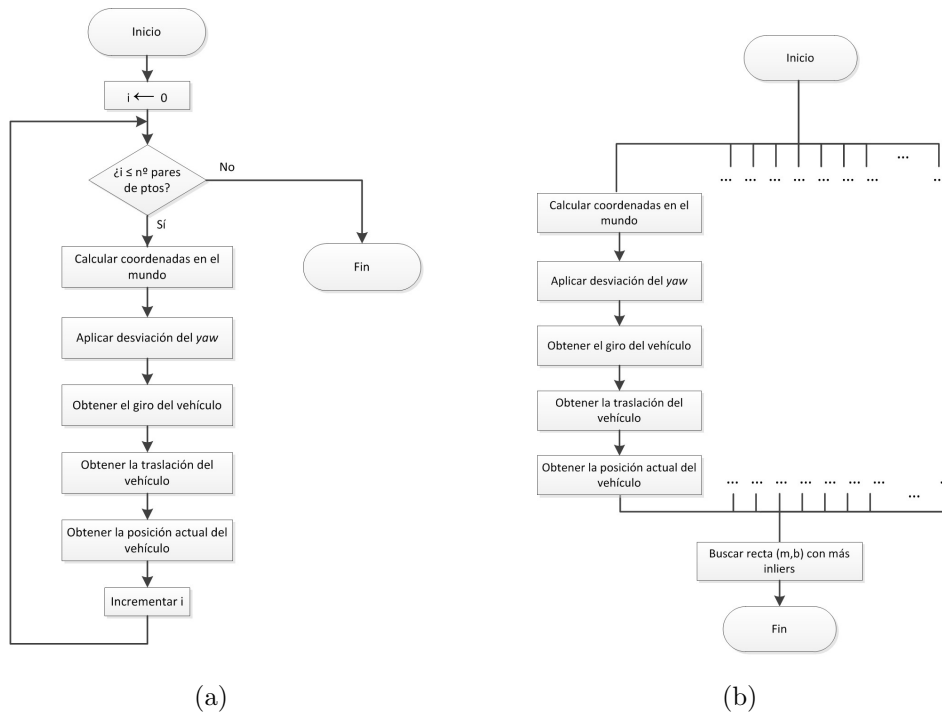 Inicio
i ← 0
¿i ≤ nº pares
de ptos?
No
Sí
Fin
Calcular coordenadas en el
mundo
Aplicar desviación del yaw
Obtener el giro del vehículo
Obtener la traslación del
vehículo
Obtener la posición actual del
vehículo
Incrementar i
(a)
Inicio
...
... ... ... ... ... ... ... ...
Calcular coordenadas en el
mundo
Aplicar desviación del yaw
Obtener el giro del vehículo
Obtener la traslación del
vehículo
Obtener la posición actual del
vehículo
... ... ... ... ... ... ...
...
Buscar recta (m,b) con más
inliers
Fin
(b)